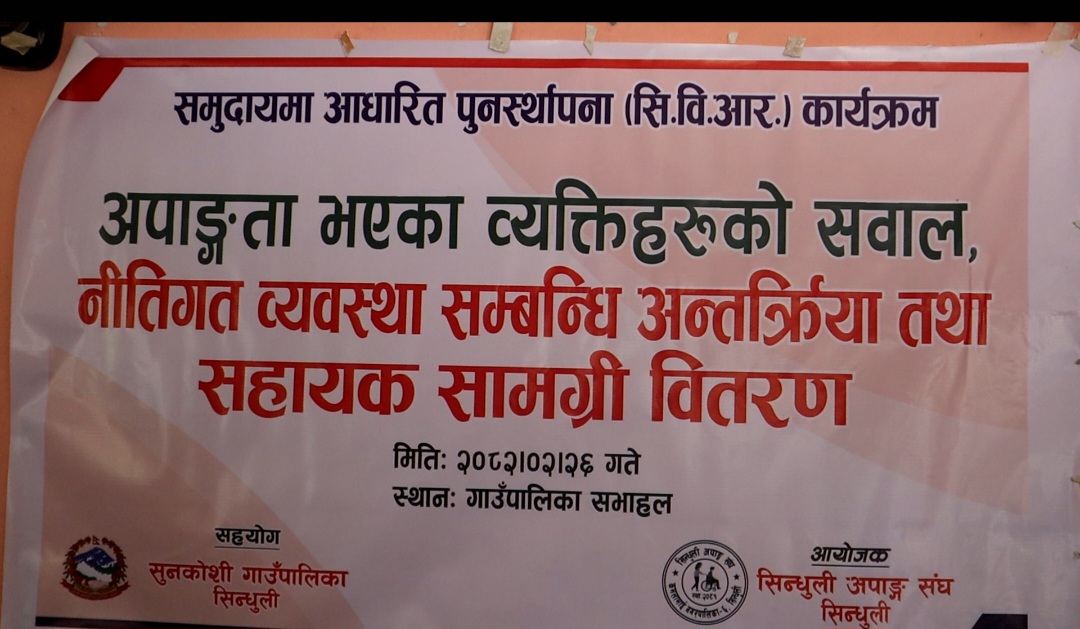 समुदायमा आधारित पुनर्स्थापना (सि.वि.आर.) कार्यक्रम
अपाङ्गता भएका व्यक्तिहरुको सवाल,
नीतिगत व्यवस्था सम्बन्धि अन्तर्क्रिया तथा
सहायक सामग्री वितरण
मितिः २०८२।०२।२६ गते
स्थानः गाउँपालिका सभाहल
सहयोग
सुनकोशी गाउँपालिका
सिन्धुली
सिन्धुली अपाङ्ग संघ
आयोजक
सिन्धुली अपाङ्ग संघ
सिन्धुली